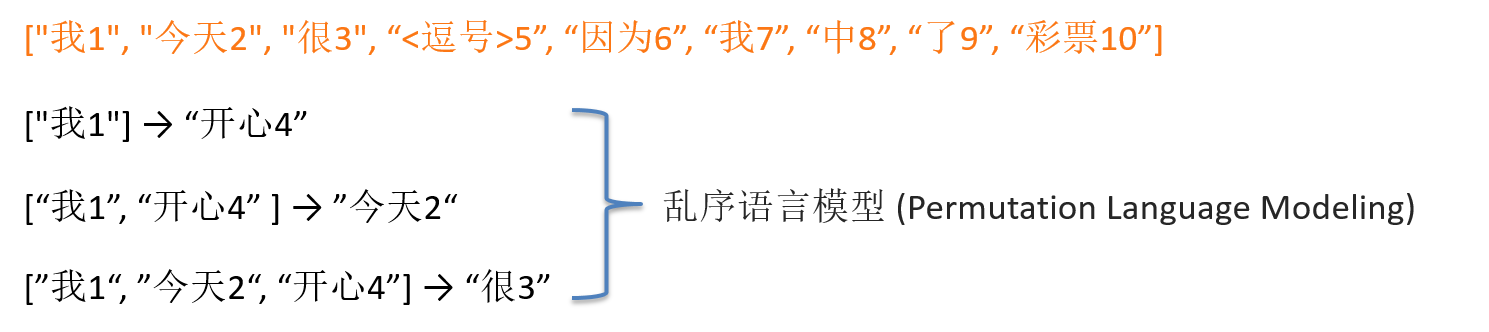 ["我1", "今天2", "很3", “<逗号>5”, “因为6”, “我7”, “中8”, “了9”, “彩票10”]
["我1"] → “开心4”
[“我1”, “开心4” ] → ”今天2“
乱序语言模型 (Permutation Language Modeling)
[”我1“, ”今天2“, “开心4”] → “很3”